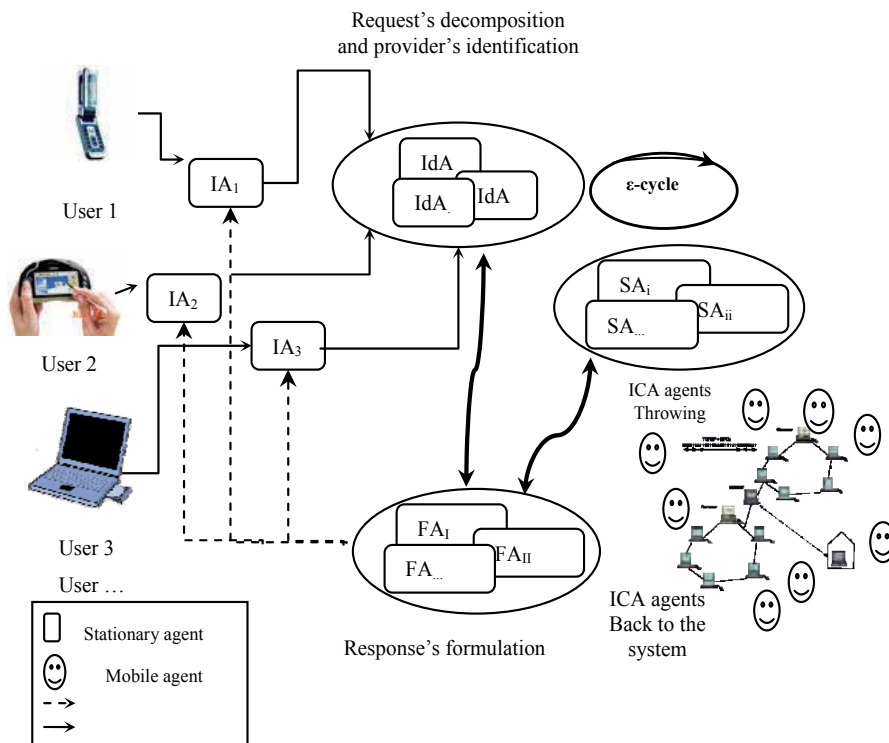 Request's decomposition
and provider's identification
User 1
IA1
IdA
IdA
IdA.
ε-cycle
User 2
IA2
IA3
SAi
SAii
SA...
ICA agents
Throwing
User 3
User ...
FAI
FAII
FA...
Response's formulation
ICA agents
Back to the
system
Stationary agent
Mobile agent